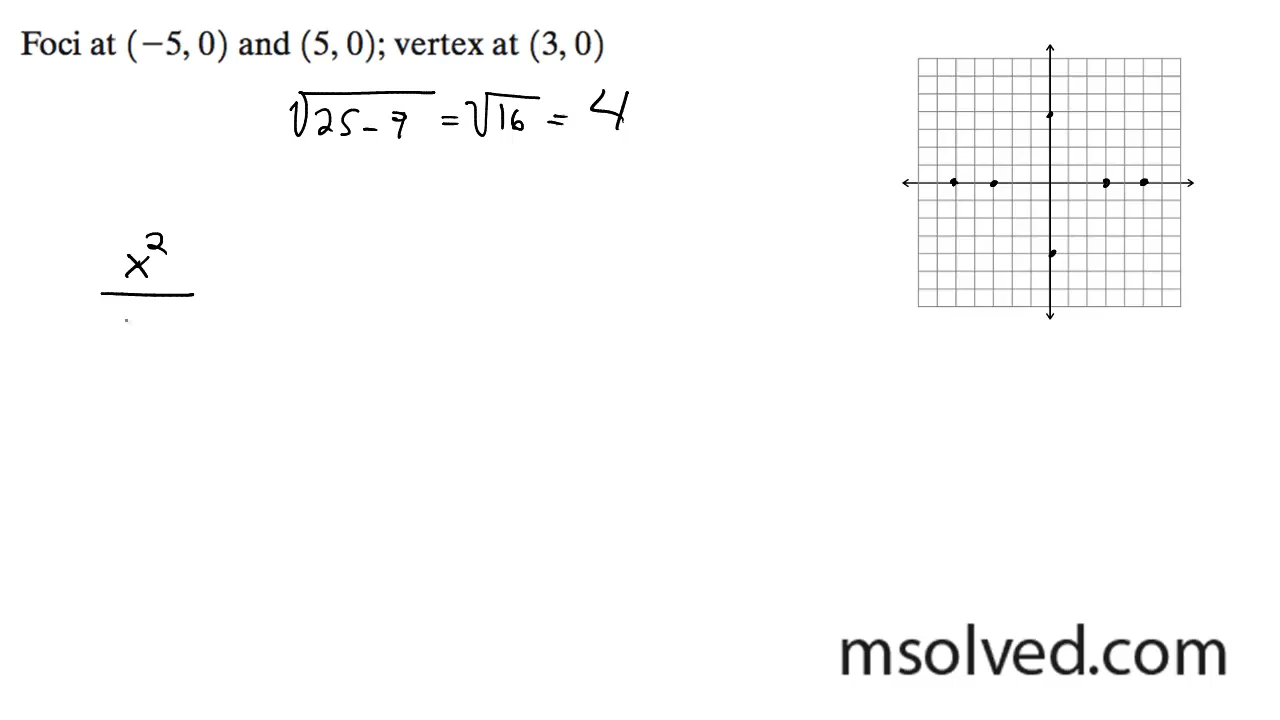 Foci at (−5, 0) and (5, 0); vertex at (3, 0)
√25 - 9 = √16 = 4
x²
msolved.com